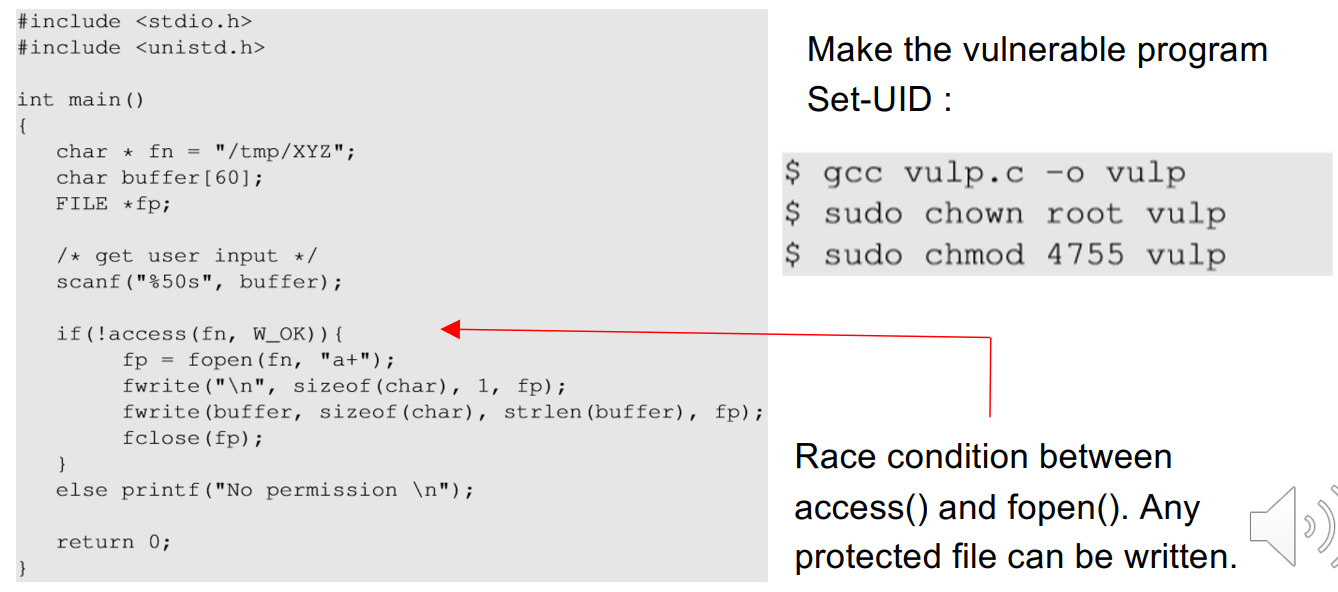 #include <stdio.h>
#include <unistd.h>
int main()
{
char * fn = "/tmp/XYZ";
char buffer[60];
FILE *fp;
/* get user input */
scanf("%50s", buffer);
if(!access(fn, W_OK)){
fp = fopen(fn, "a+");
fwrite("\n", sizeof(char), 1, fp);
fwrite(buffer, sizeof(char), strlen(buffer), fp);
fclose(fp);
}
else printf("No permission \n");
return 0;
}
Make the vulnerable program
Set-UID :
$ gcc vulp.c -o vulp
$ sudo chown root vulp
$ sudo chmod 4755 vulp
Race condition between
access() and fopen(). Any
protected file can be written.